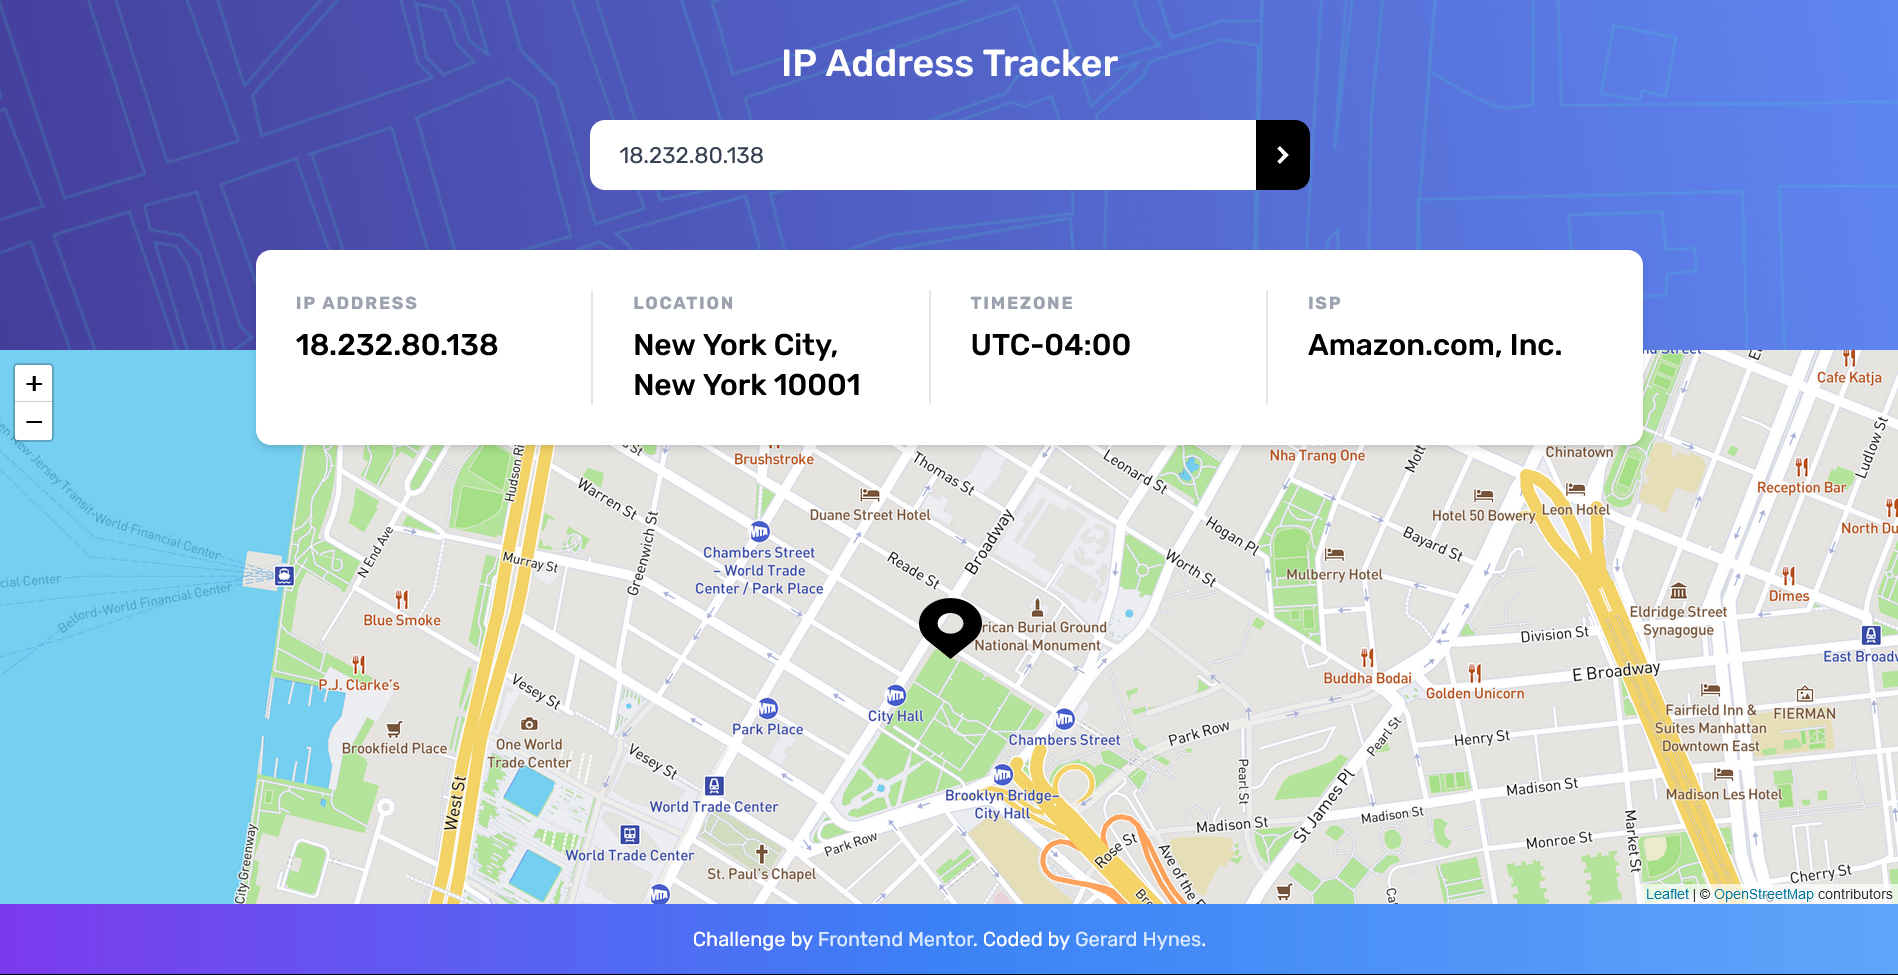 IP Address Tracker
18.232.80.138
IP ADDRESS
18.232.80.138
LOCATION
New York City,
New York 10001
TIMEZONE
UTC-04:00
ISP
Amazon.com, Inc.
+
−
Cafe Katja
Ludlow St
Reception Bar
Chinatown
Nha Trang One
Mott
Brushstroke
Thomas St
Leonard St
Warren St
Duane Street Hotel
Hotel 50 Bowery
Leon Hotel
North Du
Greenwich St
Broadway
Hogan Pl
Bayard St
N End Ave
Murray St
Chambers Street
– World Trade
Center / Park Place
Reade St
Worth St
Mulberry Hotel
Dimes
Blue Smoke
Eldridge Street
Synagogue
rican Burial Ground
National Monument
Division St
E Broadway
East Broadw
P.J. Clarke's
Vesey St
City Hall
Buddha Bodai
Golden Unicorn
Park Place
Chambers Street
Park Row
Pearl St
Fairfield Inn &
Suites Manhattan
Downtown East
FIERMAN
Brookfield Place
One World
Trade Center
Vesey St
Henry St
Pearl St
World Trade Center
Brooklyn Bridge–
City Hall
St James Pl
Madison St
Madison Les Hotel
West St
Madison St
Madison St
Market St
Monroe St
World Trade Center
St. Paul's Chapel
Park Row
Rose St
Ave of the
Cherry St
City Greenway
Leaflet | © OpenStreetMap contributors
Challenge by Frontend Mentor. Coded by Gerard Hynes.